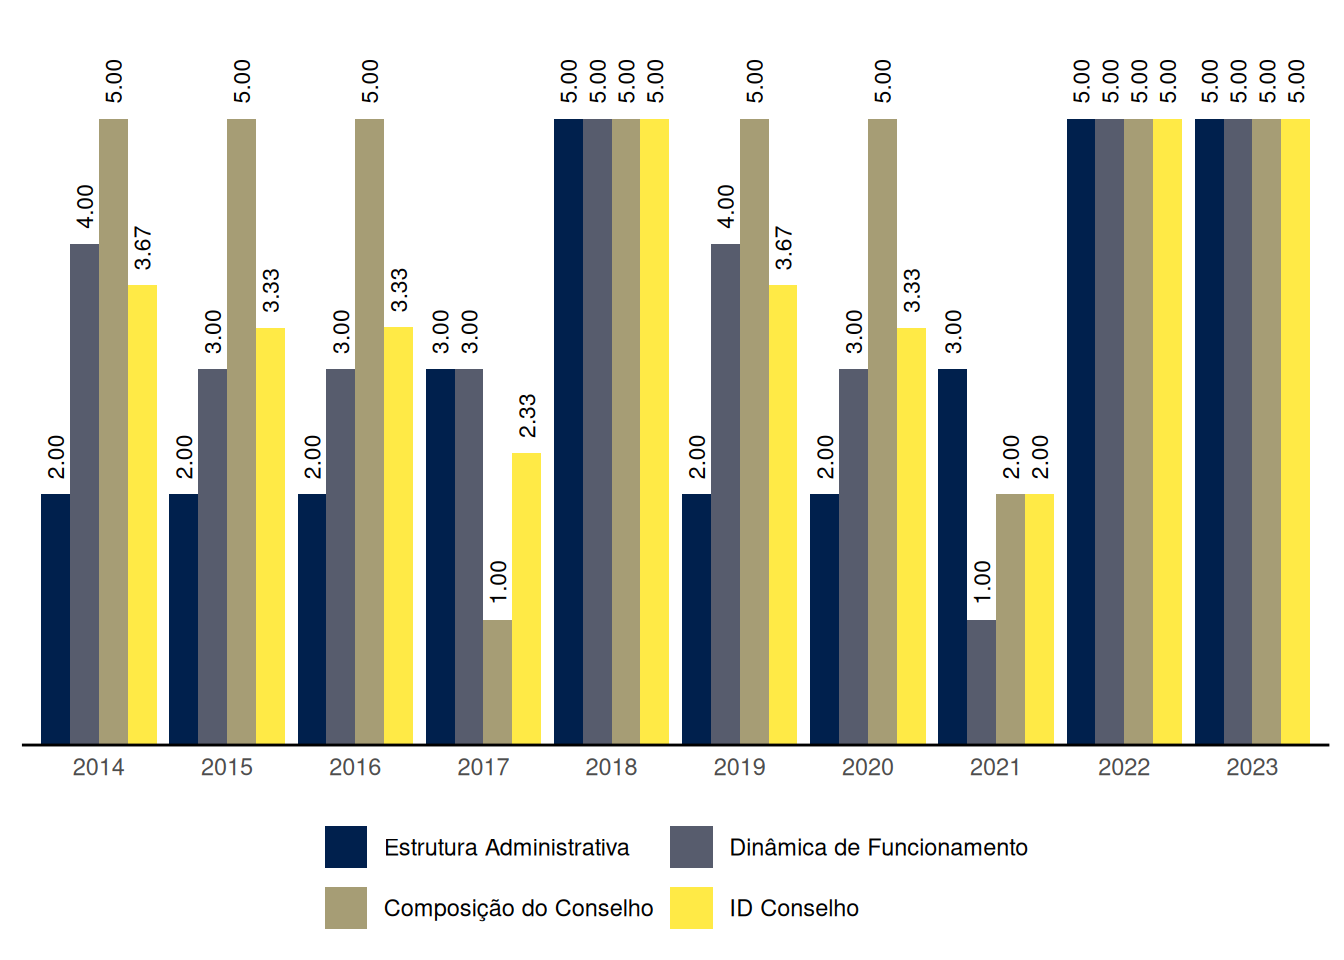 2.00 4.00 5.00 3.67
2.00 3.00 5.00 3.33
2.00 3.00 5.00 3.33
3.00 3.00 1.00 2.33
5.00 5.00 5.00 5.00
2.00 4.00 5.00 3.67
2.00 3.00 5.00 3.33
3.00 1.00 2.00 2.00
5.00 5.00 5.00 5.00
5.00 5.00 5.00 5.00
2014 2015 2016 2017 2018 2019 2020 2021 2022 2023
Estrutura Administrativa Dinâmica de Funcionamento
Composição do Conselho ID Conselho